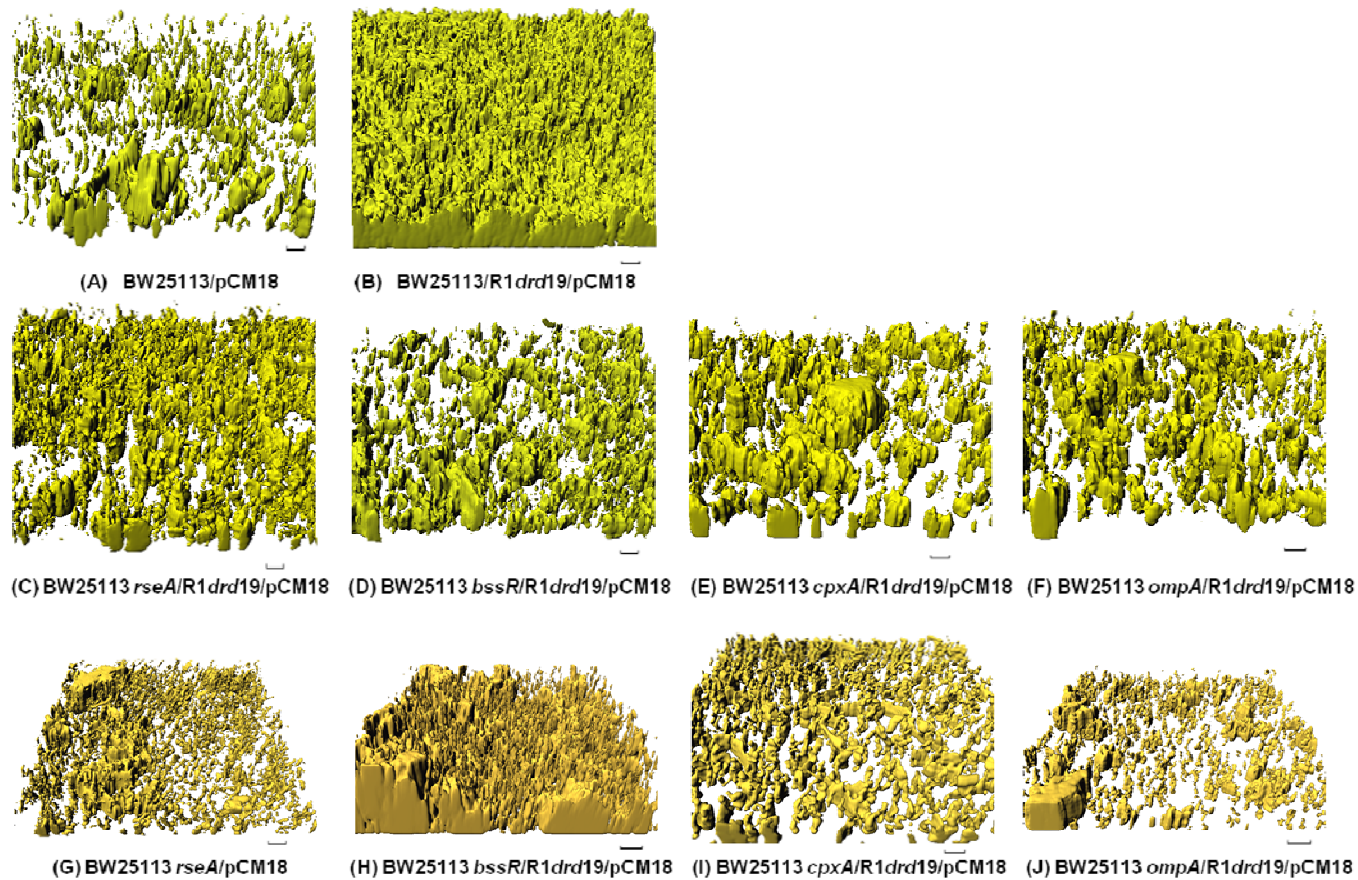 (A) BW25113/pCM18
(B) BW25113/R1drd19/pCM18
(C) BW25113 rseA/R1drd19/pCM18
(D) BW25113 bssR/R1drd19/pCM18
(E) BW25113 cpxA/R1drd19/pCM18
(F) BW25113 ompA/R1drd19/pCM18
(G) BW25113 rseA/pCM18
(H) BW25113 bssR/R1drd19/pCM18
(I) BW25113 cpxA/R1drd19/pCM18
(J) BW25113 ompA/R1drd19/pCM18